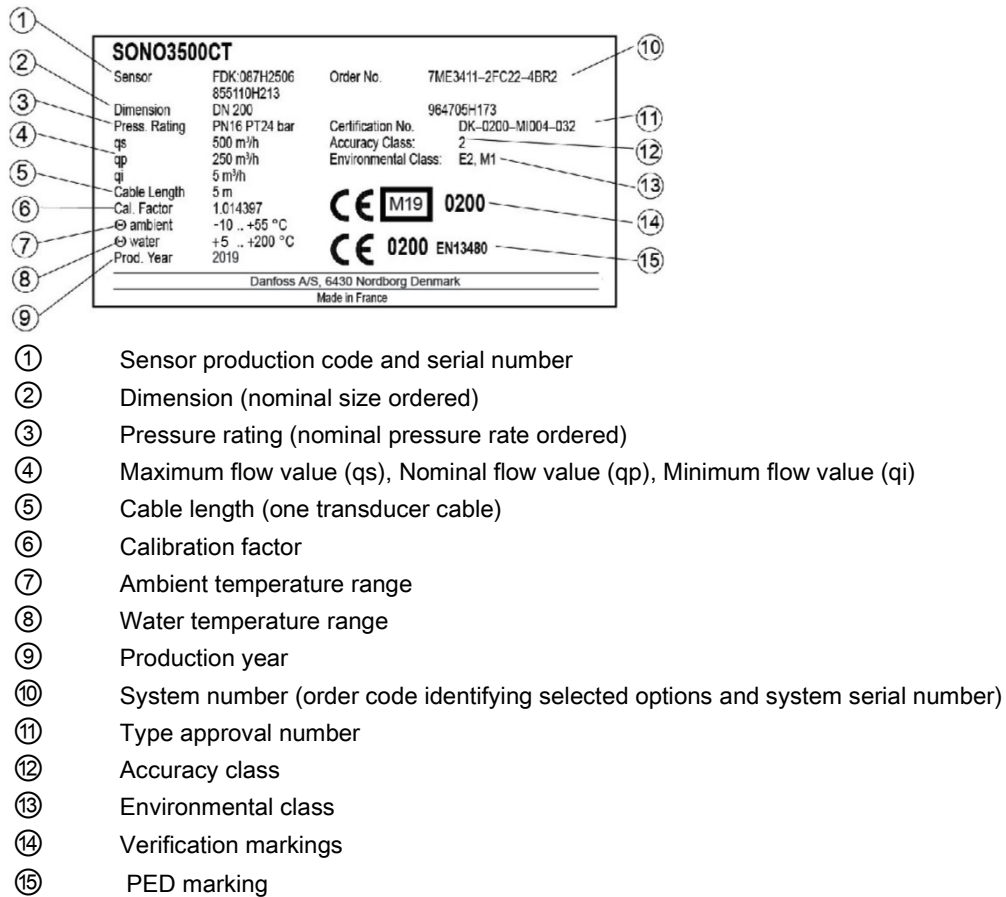 ① SONO3500CT ⑩
② Sensor FDK:087H2506 Order No. 7ME3411-2FC22-4BR2
855110H213
③ Dimension DN 200 964705H173 ⑪
④ Press. Rating PN16 PT24 bar Certification No. DK-0200-MI004-032
qs 500 m³/h Accuracy Class: 2 ⑫
qp 250 m³/h Environmental Class: E2, M1
⑤ qi 5 m³/h ⑬
Cable Length 5 m
⑥ Cal. Factor 1.014397 CE M19 0200 ⑭
⑦ Θ ambient -10 .. +55 °C
Θ water +5 .. +200 °C CE 0200 EN13480 ⑮
⑧ Prod. Year 2019
Danfoss A/S, 6430 Nordborg Denmark
⑨ Made in France
① Sensor production code and serial number
② Dimension (nominal size ordered)
③ Pressure rating (nominal pressure rate ordered)
④ Maximum flow value (qs), Nominal flow value (qp), Minimum flow value (qi)
⑤ Cable length (one transducer cable)
⑥ Calibration factor
⑦ Ambient temperature range
⑧ Water temperature range
⑨ Production year
⑩ System number (order code identifying selected options and system serial number)
⑪ Type approval number
⑫ Accuracy class
⑬ Environmental class
⑭ Verification markings
⑮ PED marking